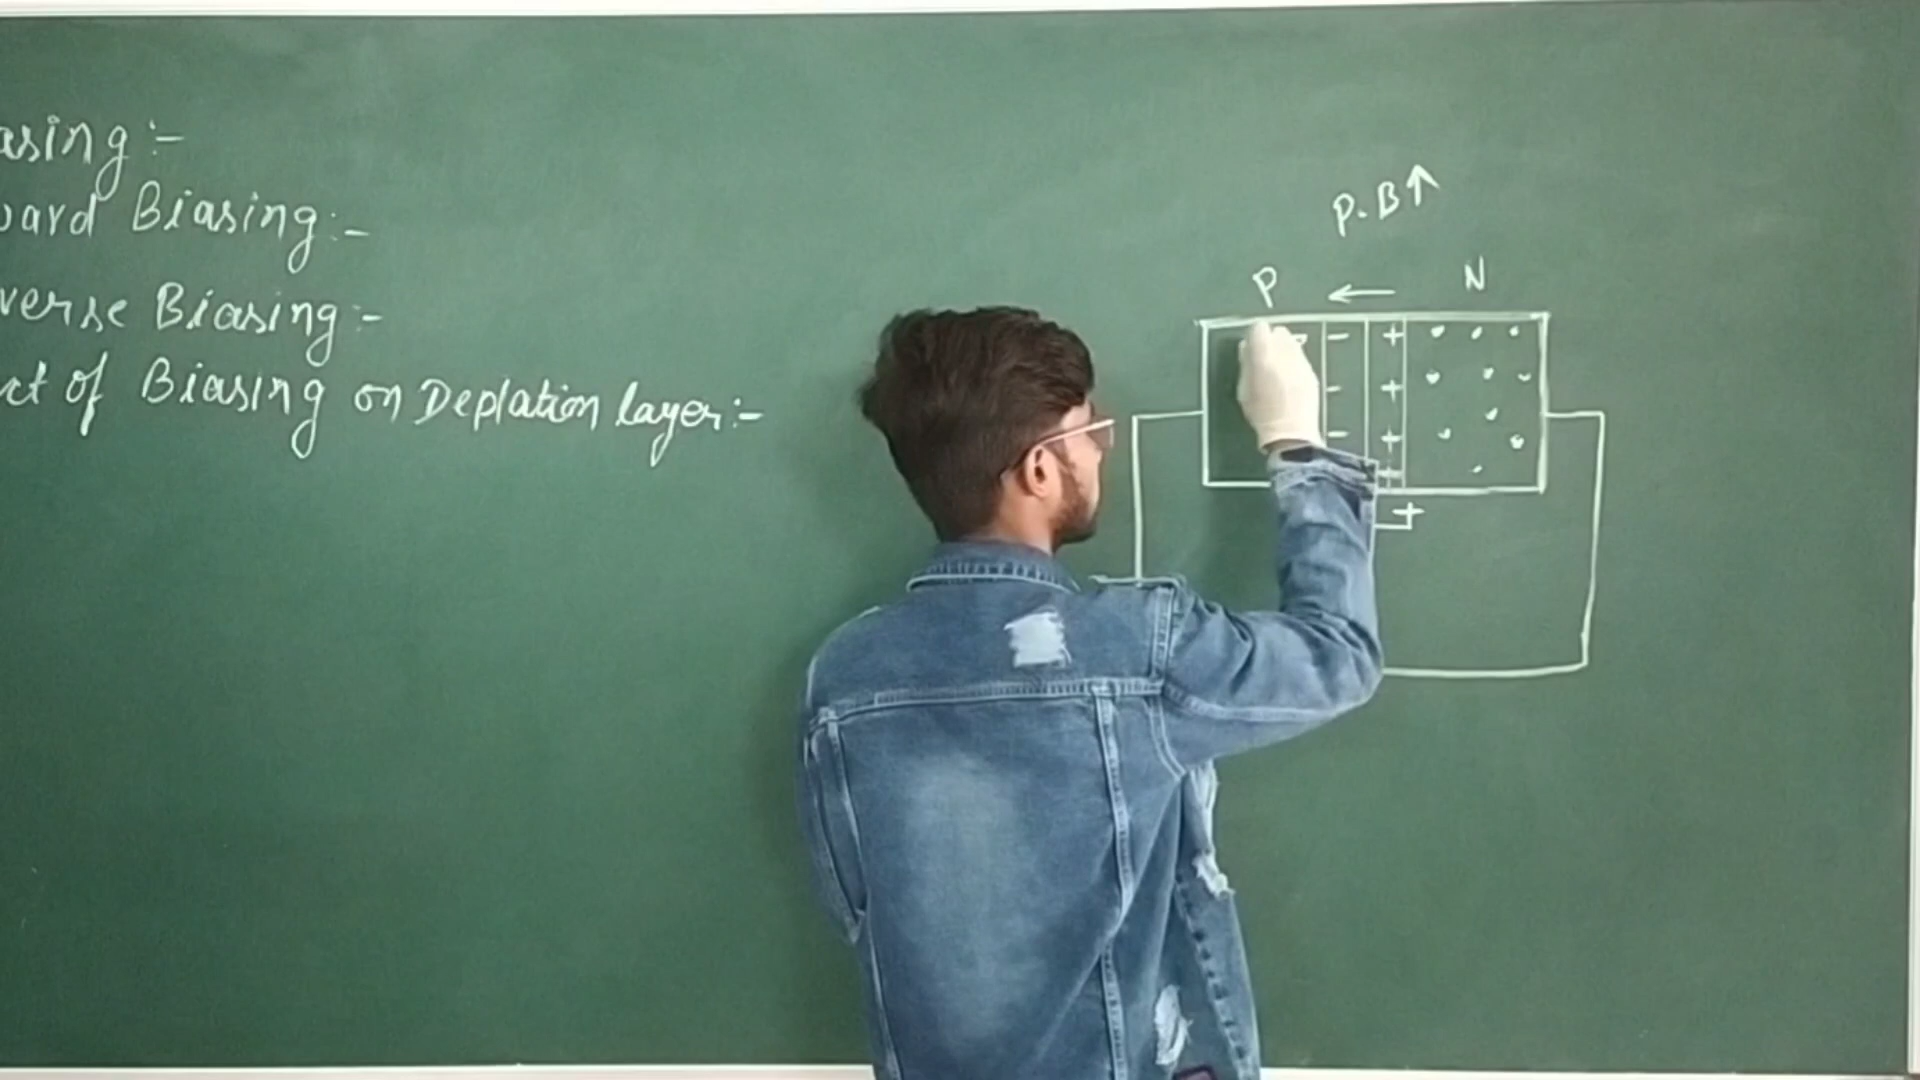 asing:-
ward Biasing:-
verse Biasing:-
ct of Biasing on Deplation layer:-
P.B↑
P ← N
- +
- +
- +
+
+